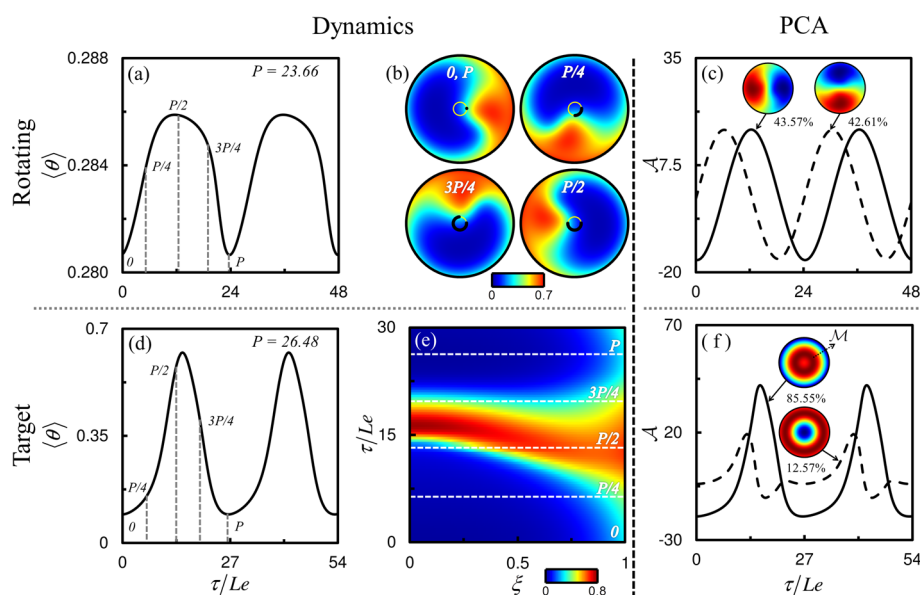 Dynamics
PCA
Rotating
Target
(a)
P = 23.66
0.288
0.284
0.280
⟨θ⟩
0
P/4
P/2
3P/4
P
0
24
48
(b)
0, P
P/4
3P/4
P/2
0
0.7
(c)
35
7.5
-20
𝒜
43.57%
42.61%
0
24
48
(d)
P = 26.48
0.7
0.35
0
⟨θ⟩
0
P/4
P/2
3P/4
P
0
27
54
τ/Le
(e)
30
15
0
τ/Le
P
3P/4
P/2
P/4
0
0
0.5
1
ξ
0
0.8
(f)
70
20
-30
𝒜
ℳ
85.55%
12.57%
0
27
54
τ/Le